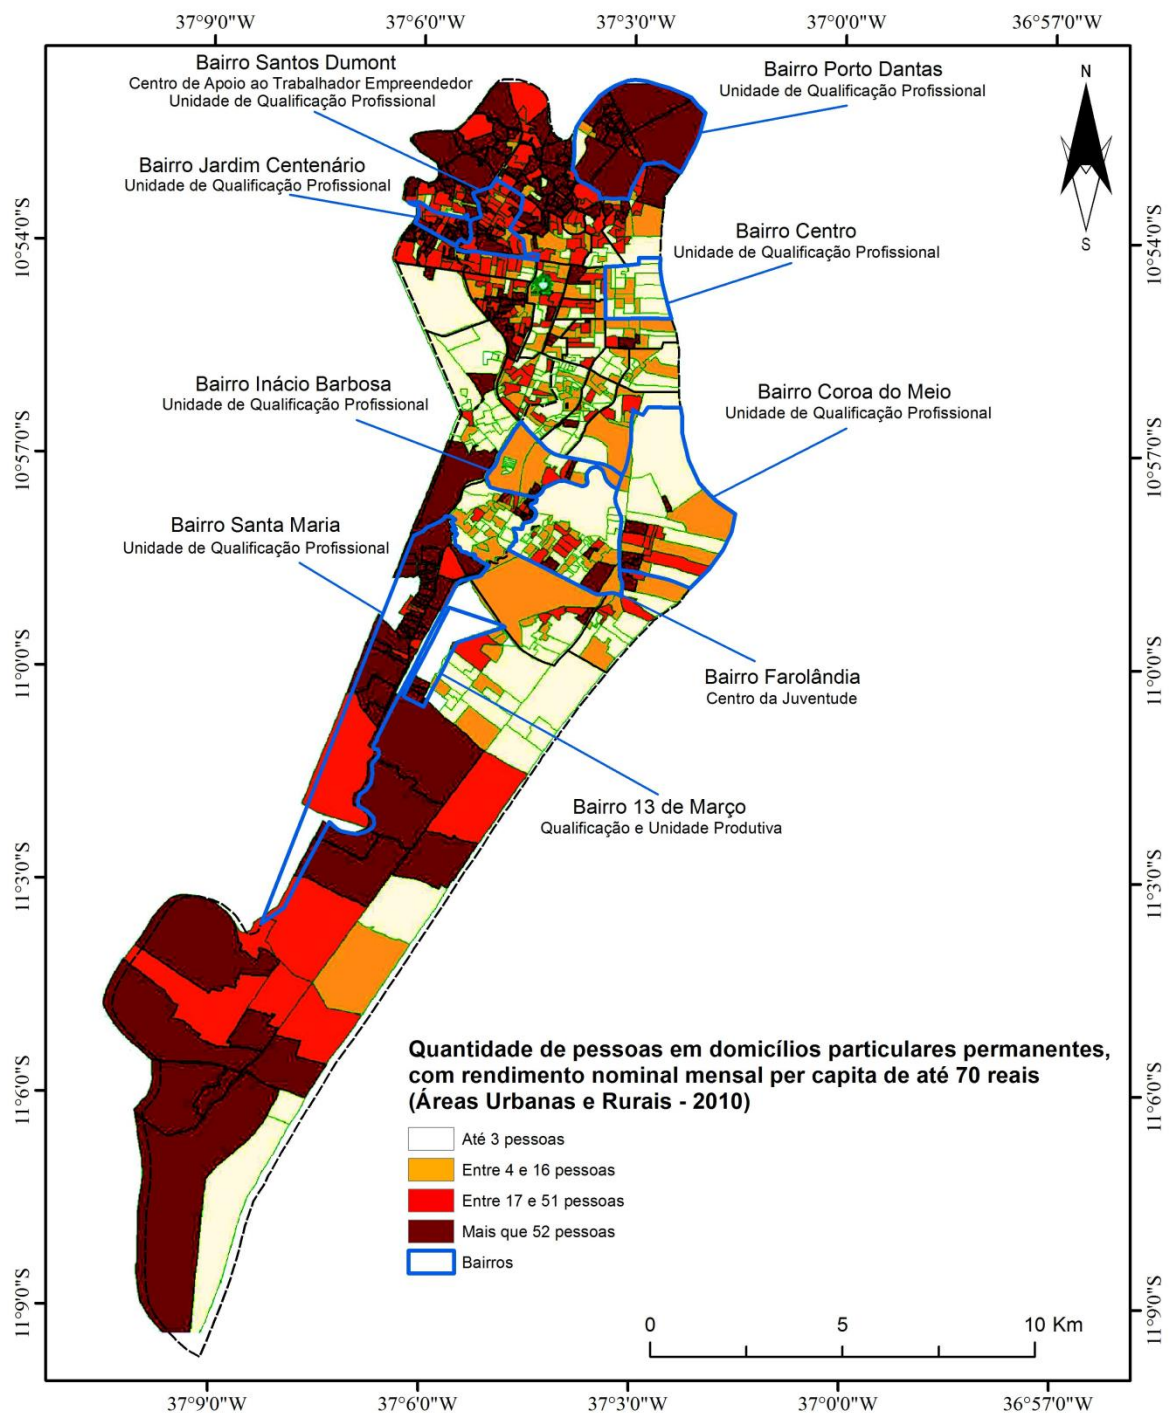 37°9'0"W 37°6'0"W 37°3'0"W 37°0'0"W 36°57'0"W
Bairro Santos Dumont
Centro de Apoio ao Trabalhador Empreendedor
Unidade de Qualificação Profissional
Bairro Porto Dantas
Unidade de Qualificação Profissional
N
S
Bairro Jardim Centenário
Unidade de Qualificação Profissional
Bairro Centro
Unidade de Qualificação Profissional
10°54'0"S 10°54'0"S
Bairro Inácio Barbosa
Unidade de Qualificação Profissional
Bairro Coroa do Meio
Unidade de Qualificação Profissional
10°57'0"S 10°57'0"S
Bairro Santa Maria
Unidade de Qualificação Profissional
11°0'0"S 11°0'0"S
Bairro Farolândia
Centro da Juventude
Bairro 13 de Março
Qualificação e Unidade Produtiva
11°3'0"S 11°3'0"S
Quantidade de pessoas em domicílios particulares permanentes,
com rendimento nominal mensal per capita de até 70 reais
(Áreas Urbanas e Rurais - 2010)
11°6'0"S 11°6'0"S
Até 3 pessoas
Entre 4 e 16 pessoas
Entre 17 e 51 pessoas
Mais que 52 pessoas
Bairros
11°9'0"S 11°9'0"S
0 5 10 Km
37°9'0"W 37°6'0"W 37°3'0"W 37°0'0"W 36°57'0"W